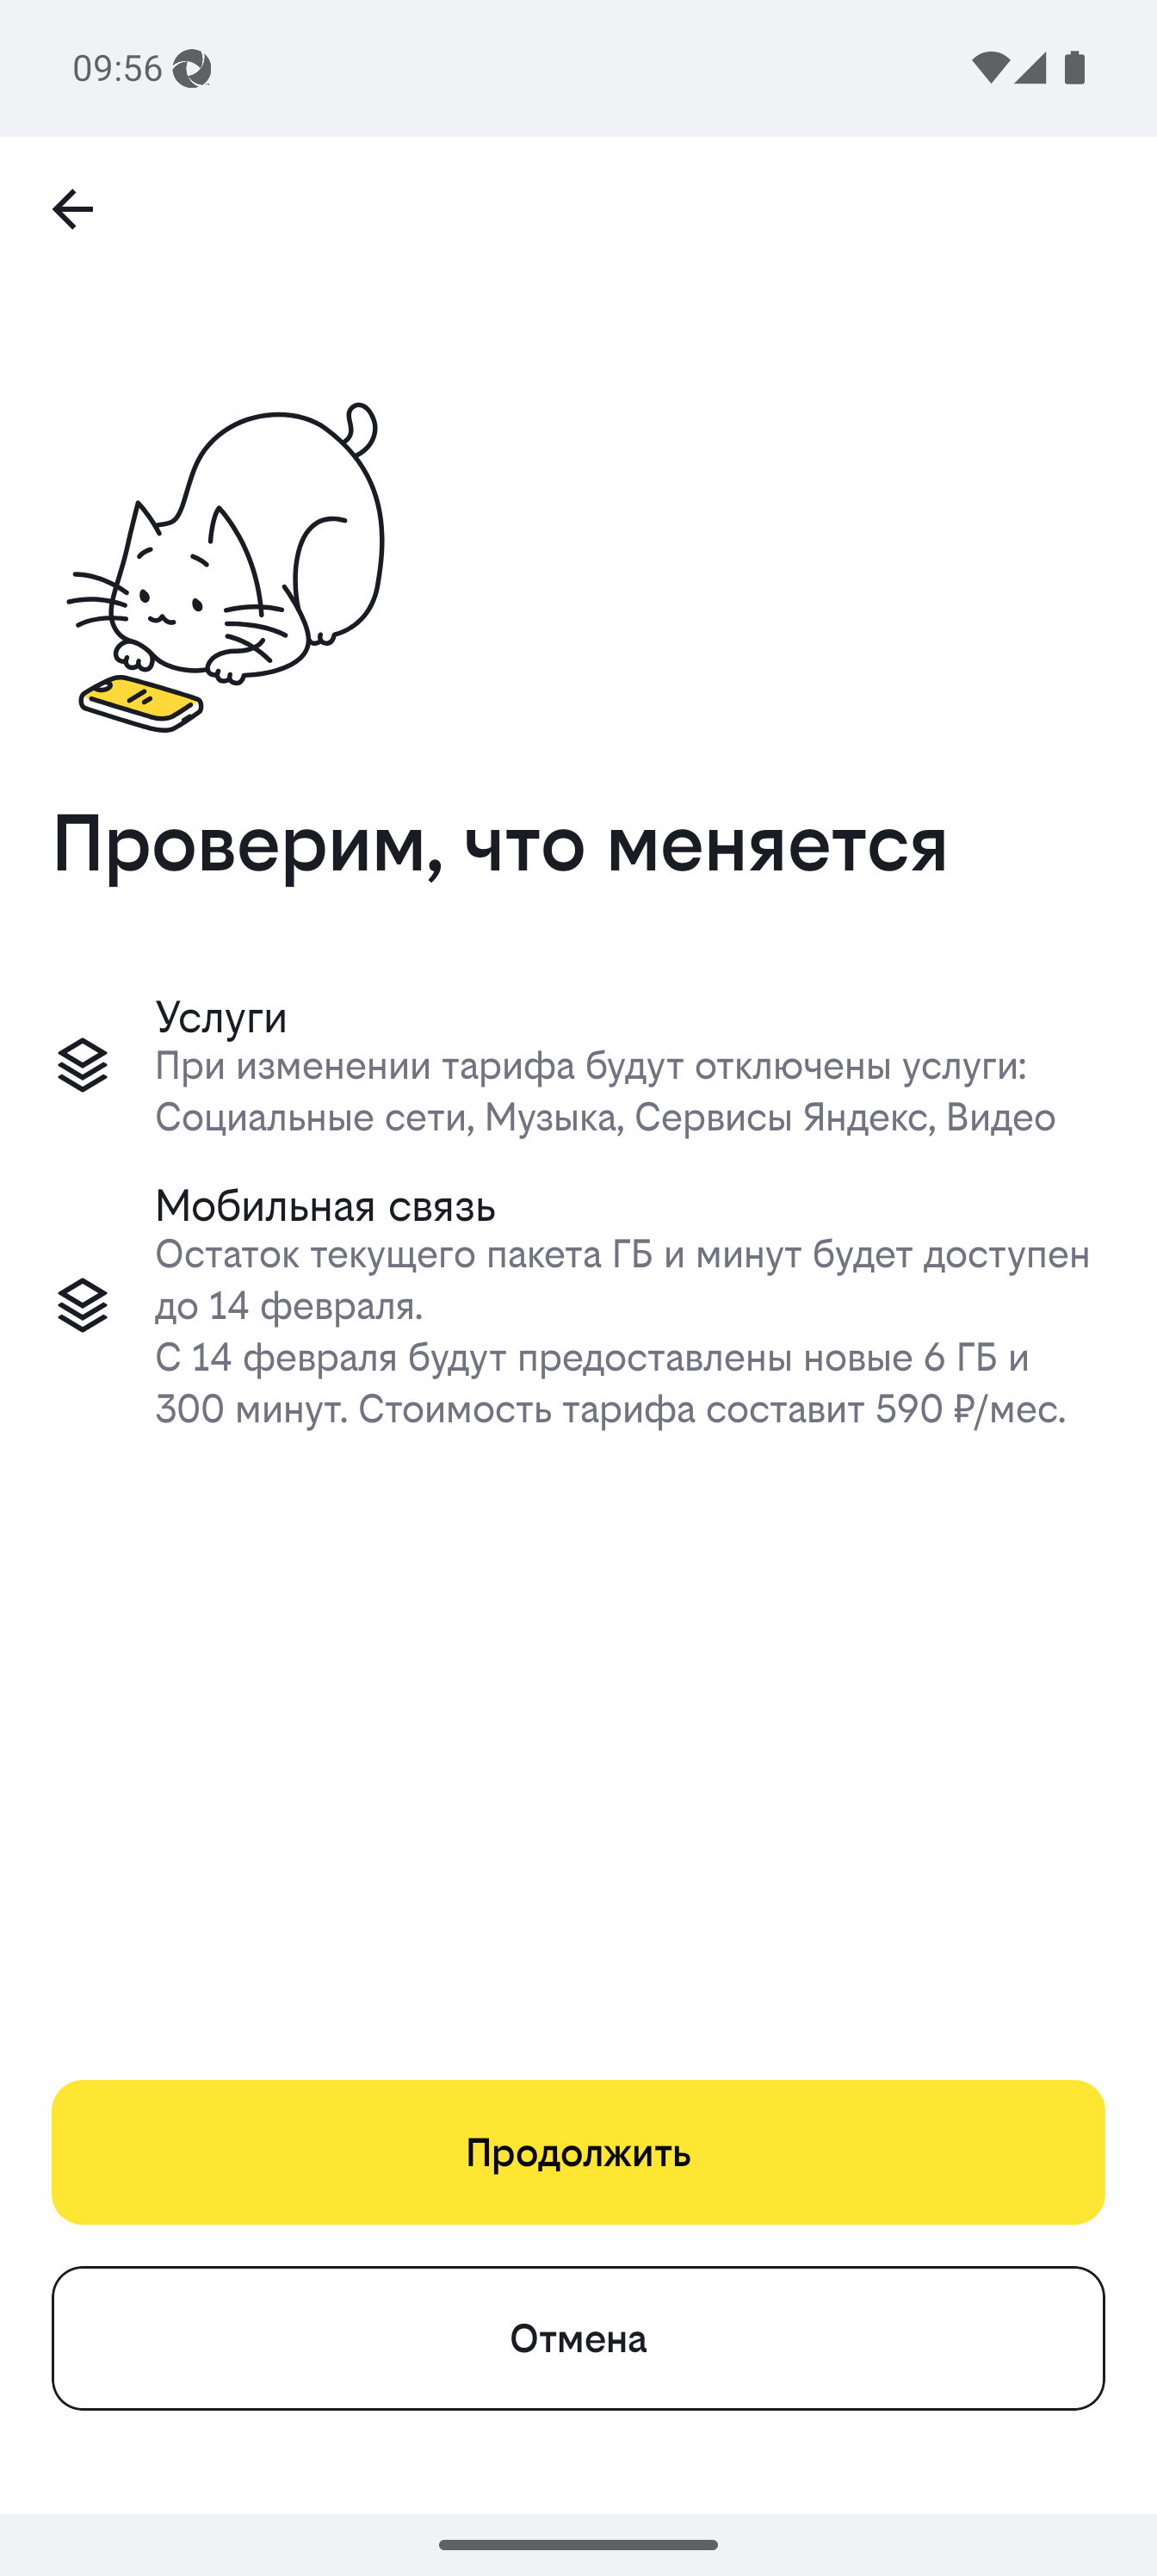 09:56
Проверим, что меняется
Услуги
При изменении тарифа будут отключены услуги:
Социальные сети, Музыка, Сервисы Яндекс, Видео
Мобильная связь
Остаток текущего пакета ГБ и минут будет доступен
до 14 февраля.
С 14 февраля будут предоставлены новые 6 ГБ и
300 минут. Стоимость тарифа составит 590 ₽/мес.
Продолжить
Отмена